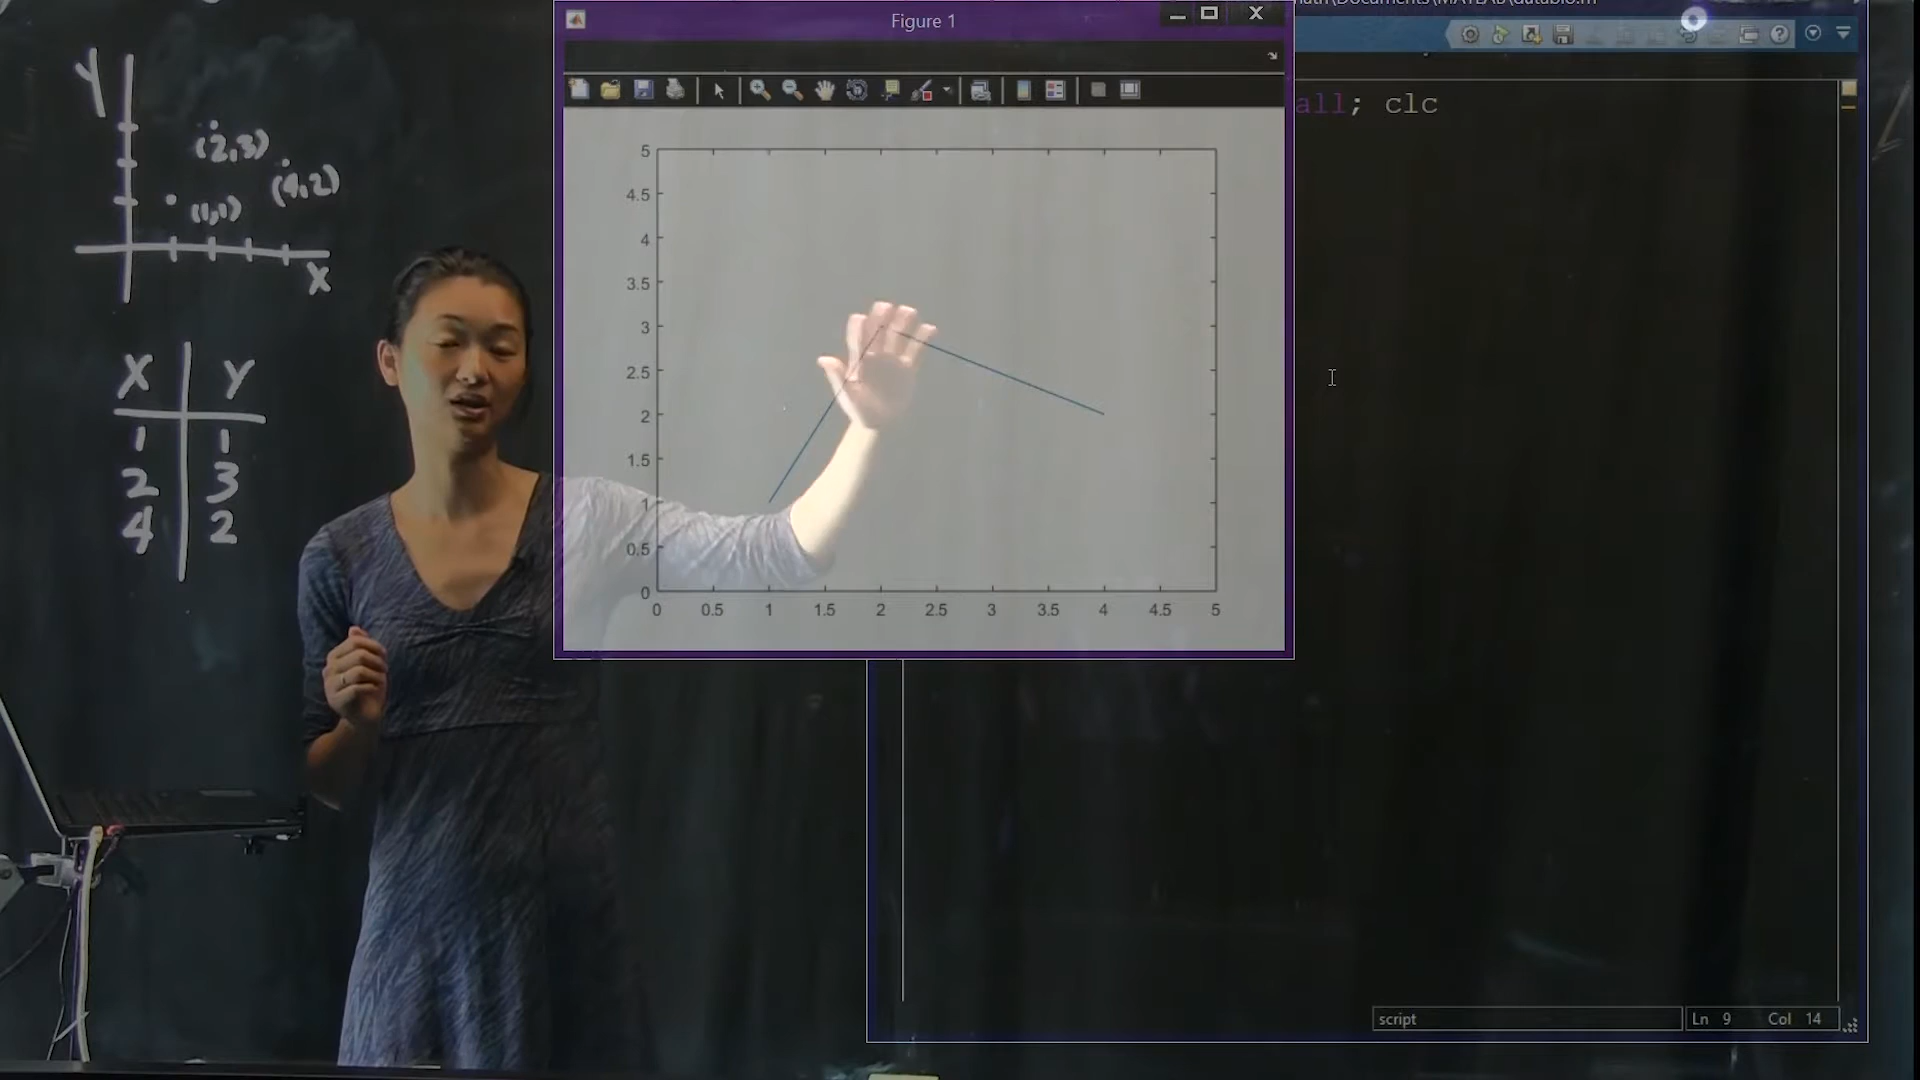 Y
(2,3)
(4,2)
(1,1)
X
X Y
1 1
2 3
4 2
Figure 1
5
4.5
4
3.5
3
2.5
2
1.5
1
0.5
0
0 0.5 1 1.5 2 2.5 3 3.5 4 4.5 5
all; clc
script
Ln 9 Col 14